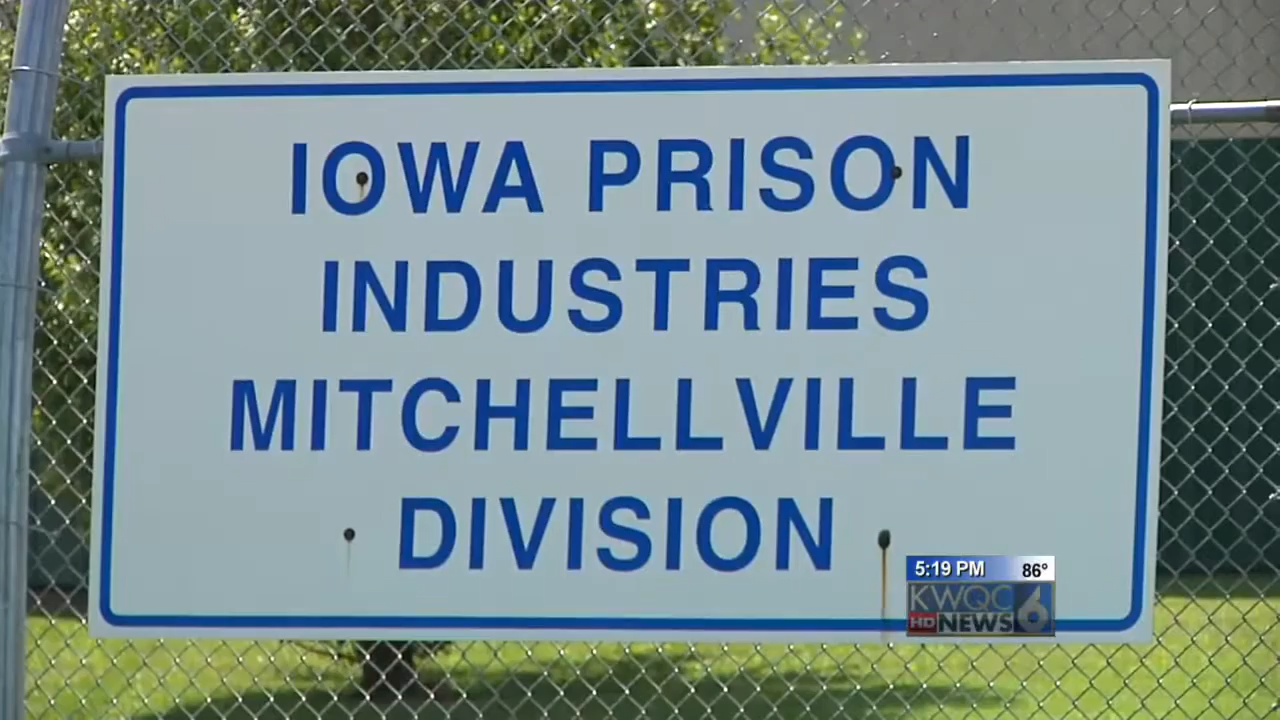 IOWA PRISON
INDUSTRIES
MITCHELLVILLE
DIVISION
5:19 PM 86°
KWQC 6
HD NEWS